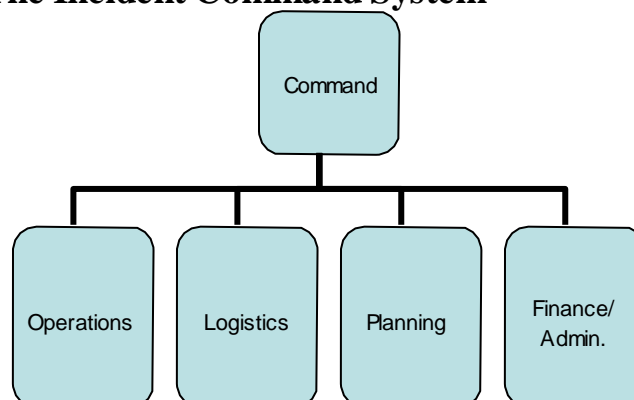 The Incident Command System
Command
Operations
Logistics
Planning
Finance/
Admin.